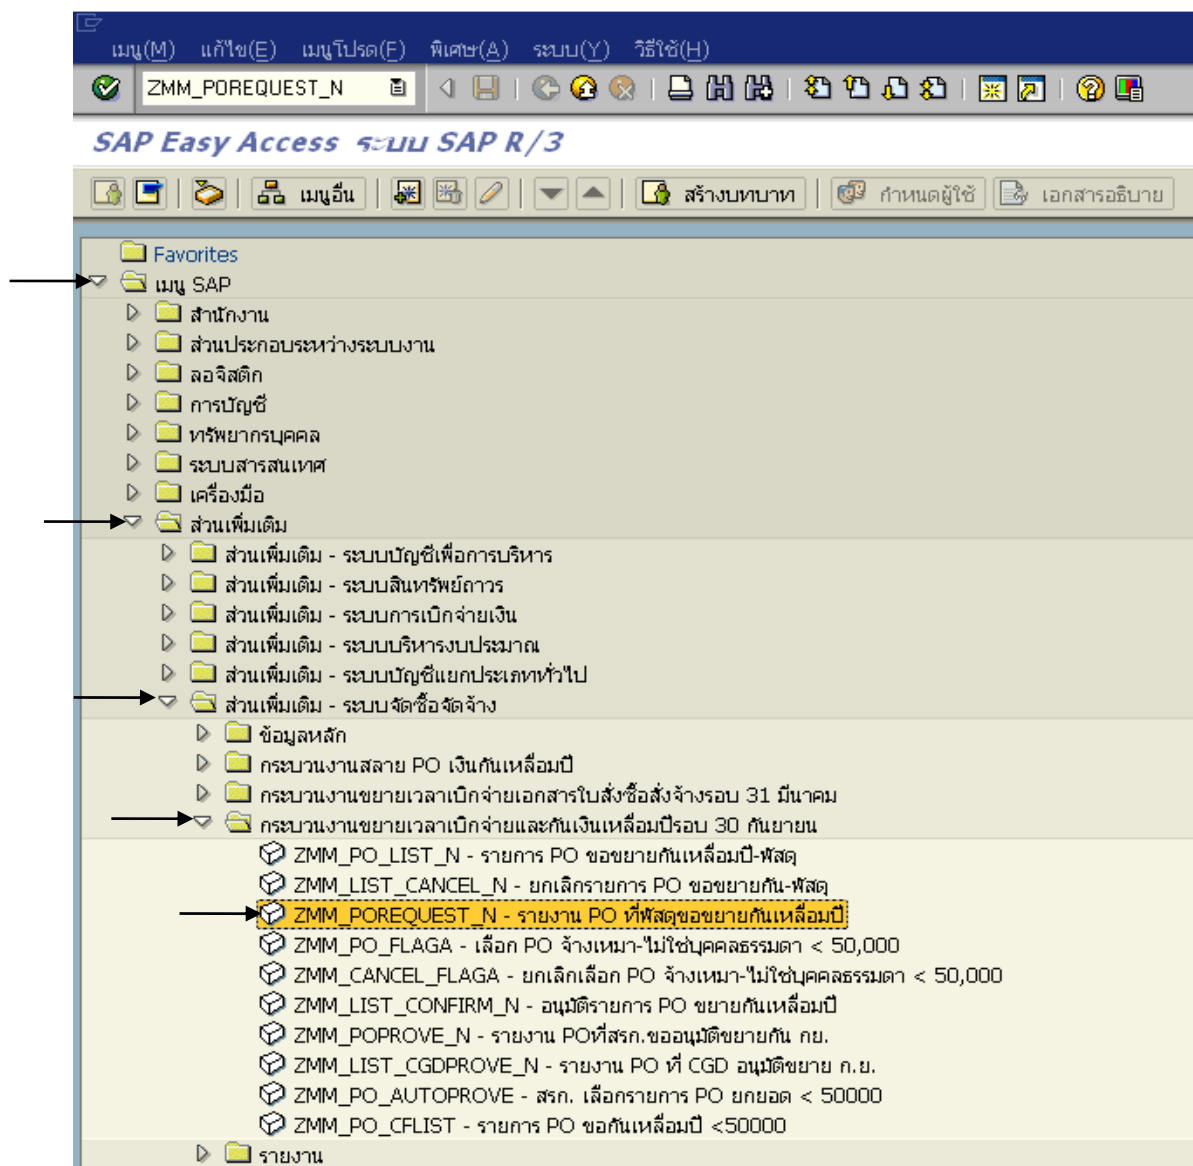 เมนู(M) แก้ไข(E) เมนูโปรด(F) พิเศษ(A) ระบบ(Y) วิธีใช้(H)
ZMM_POREQUEST_N
SAP Easy Access ระบบ SAP R/3
เมนูอื่น สร้างบทบาท กำหนดผู้ใช้ เอกสารอธิบาย
Favorites
เมนู SAP
สำนักงาน
ส่วนประกอบระหว่างระบบงาน
ลอจิสติก
การบัญชี
ทรัพยากรบุคคล
ระบบสารสนเทศ
เครื่องมือ
ส่วนเพิ่มเติม
ส่วนเพิ่มเติม - ระบบบัญชีเพื่อการบริหาร
ส่วนเพิ่มเติม - ระบบสินทรัพย์ถาวร
ส่วนเพิ่มเติม - ระบบการเบิกจ่ายเงิน
ส่วนเพิ่มเติม - ระบบบริหารงบประมาณ
ส่วนเพิ่มเติม - ระบบบัญชีแยกประเภททั่วไป
ส่วนเพิ่มเติม - ระบบจัดซื้อจัดจ้าง
ข้อมูลหลัก
กระบวนงานสลาย PO เงินกันเหลื่อมปี
กระบวนงานขยายเวลาเบิกจ่ายเอกสารใบสั่งซื้อสั่งจ้างรอบ 31 มีนาคม
กระบวนงานขยายเวลาเบิกจ่ายและกันเงินเหลื่อมปีรอบ 30 กันยายน
ZMM_PO_LIST_N - รายการ PO ขอขยายกันเหลื่อมปี-พัสดุ
ZMM_LIST_CANCEL_N - ยกเลิกรายการ PO ขอขยายกัน-พัสดุ
ZMM_POREQUEST_N - รายงาน PO ที่พัสดุขอขยายกันเหลื่อมปี
ZMM_PO_FLAGA - เลือก PO จ้างเหมา-ไม่ใช่บุคคลธรรมดา < 50,000
ZMM_CANCEL_FLAGA - ยกเลิกเลือก PO จ้างเหมา-ไม่ใช่บุคคลธรรมดา < 50,000
ZMM_LIST_CONFIRM_N - อนุมัติรายการ PO ขยายกันเหลื่อมปี
ZMM_POPROVE_N - รายงาน POที่สรก.ขออนุมัติขยายกัน กย.
ZMM_LIST_CGDPROVE_N - รายงาน PO ที่ CGD อนุมัติขยาย ก.ย.
ZMM_PO_AUTOPROVE - สรก. เลือกรายการ PO ยกยอด < 50000
ZMM_PO_CFLIST - รายการ PO ขอกันเหลื่อมปี <50000
รายงาน